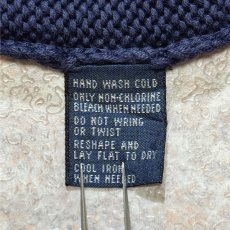 HAND WASH COLD
ONLY NON-CHLORINE
BLEACH WHEN NEEDED
DO NOT WRING
OR TWIST
RESHAPE AND
LAY FLAT TO DRY
COOL IRON
WHEN NEEDED